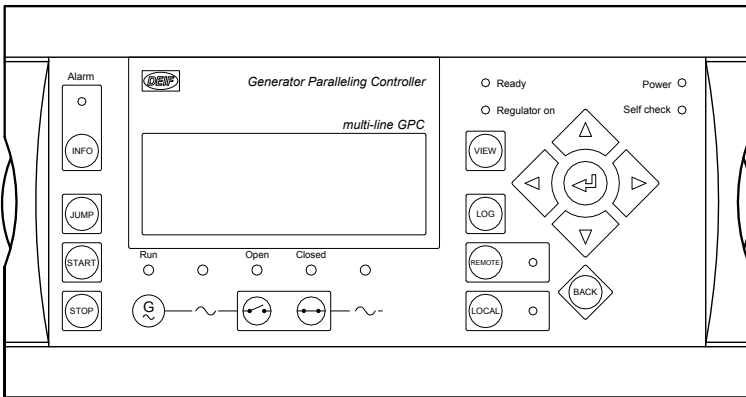 Alarm
INFO
JUMP
START
STOP
DEIF
Generator Paralleling Controller
multi-line GPC
Run
Open
Closed
G
Ready
Regulator on
Power
Self check
VIEW
LOG
REMOTE
LOCAL
BACK